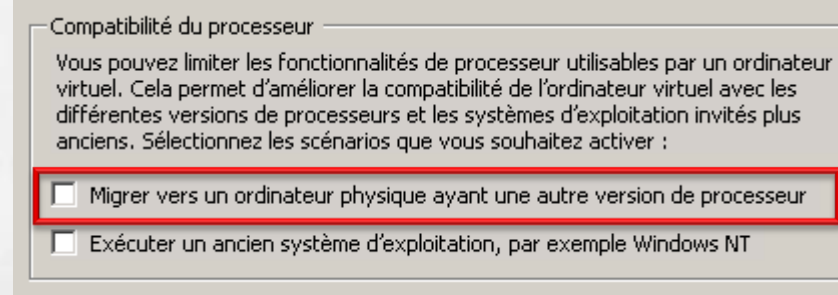 Compatibilité du processeur
Vous pouvez limiter les fonctionnalités de processeur utilisables par un ordinateur
virtuel. Cela permet d'améliorer la compatibilité de l'ordinateur virtuel avec les
différentes versions de processeurs et les systèmes d'exploitation invités plus
anciens. Sélectionnez les scénarios que vous souhaitez activer :
Migrer vers un ordinateur physique ayant une autre version de processeur
Exécuter un ancien système d'exploitation, par exemple Windows NT